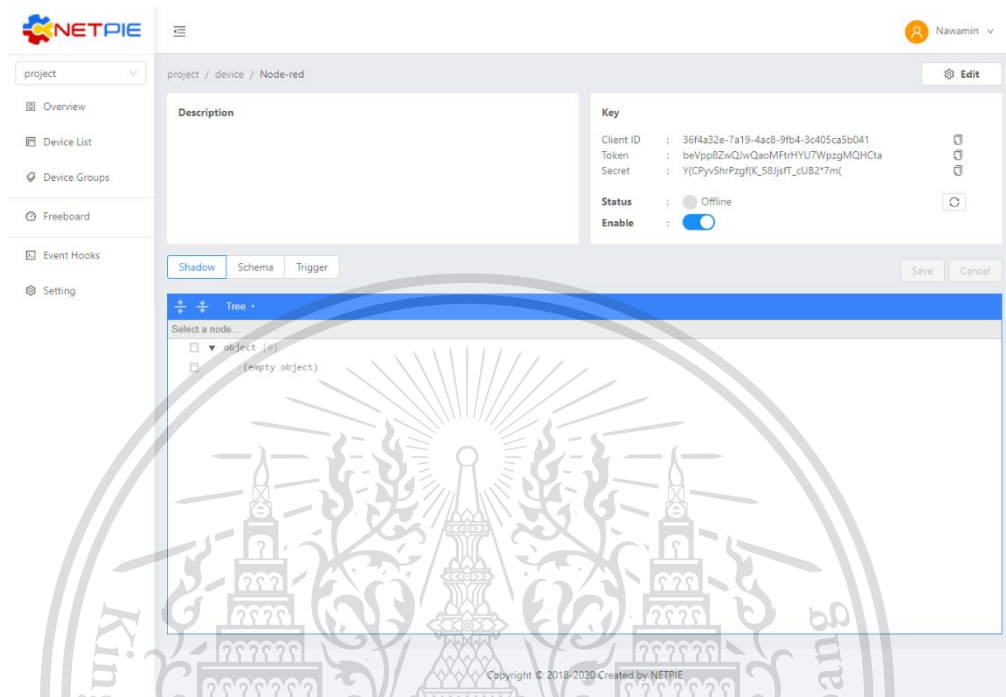 NETPIE
Nawamin
project
project / device / Node-red
Edit
Overview
Device List
Device Groups
Freeboard
Event Hooks
Setting
Description
Key
Client ID : 36f4a32e-7a19-4ac8-9fb4-3c405ca5b041
Token : beVpp8ZwQJwQaoMFtrHYU7WpzgMQHCta
Secret : Y(CPyvShrPzgf(K_58JjsfT_cUB2*7m(
Status : Offline
Enable :
Shadow Schema Trigger
Save Cancel
Tree
Select a node...
object {0}
(empty object)
Copyright © 2018-2020 Created by NETPIE